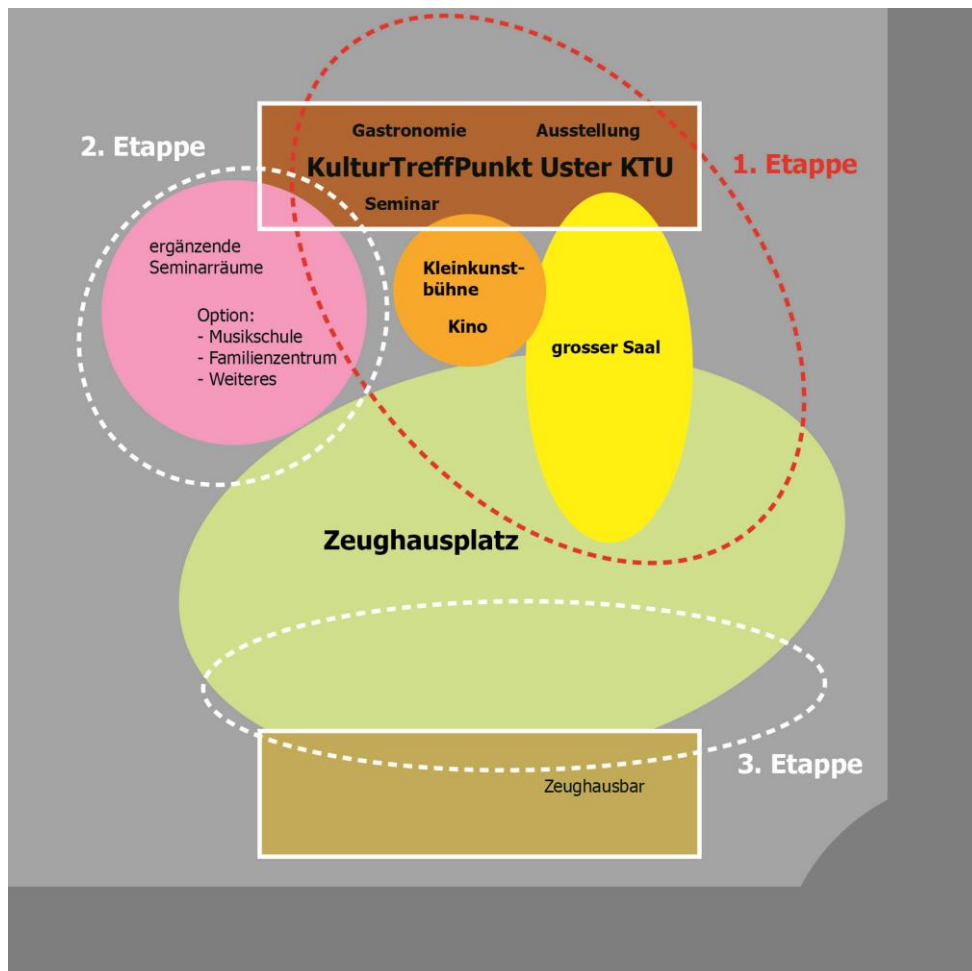 Gastronomie
Ausstellung
2. Etappe
KulturTreffPunkt Uster KTU
1. Etappe
Seminar
ergänzende
Seminarräume
Option:
- Musikschule
- Familienzentrum
- Weiteres
Kleinkunst-
bühne
Kino
grosser Saal
Zeughausplatz
3. Etappe
Zeughausbar